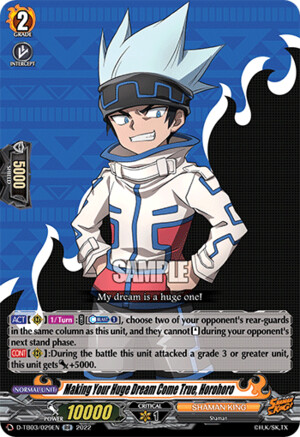 2
GRADE
INTERCEPT
5000
SHIELD
SAMPLE
My dream is a huge one!
ACT 1/Turn : , choose two of your opponent's rear-guards
in the same column as this unit, and they cannot during your opponent's
next stand phase.
CONT :During the battle this unit attacked a grade 3 or greater unit,
this unit gets +5000.
NORMAL UNIT
Making Your Huge Dream Come True, Horohoro
POWER 10000
CRITICAL 1
SHAMAN KING
Shaman
D-TB03/029EN RR 2022
©H.K/SK.TX